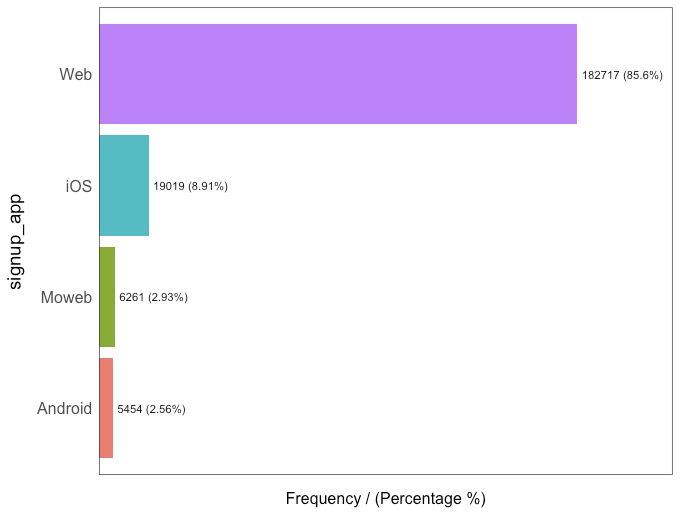 signup_app
Web
182717 (85.6%)
iOS
19019 (8.91%)
Moweb
6261 (2.93%)
Android
5454 (2.56%)
Frequency / (Percentage %)